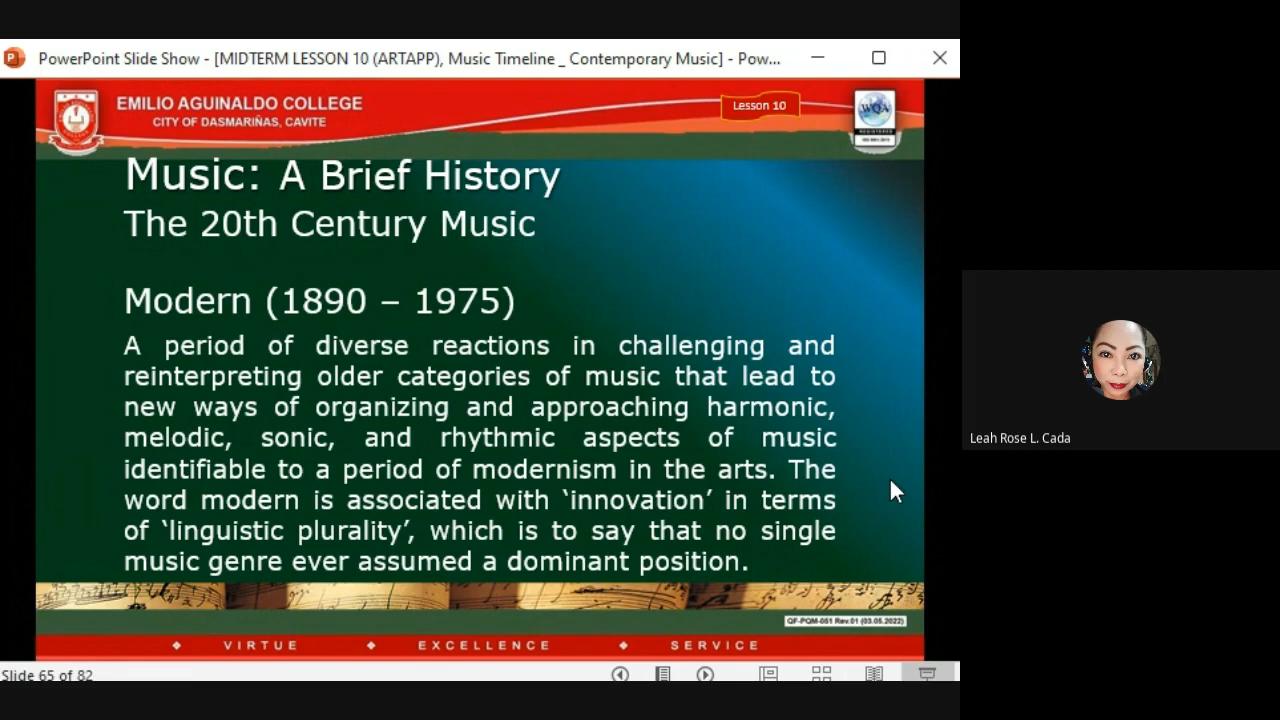 PowerPoint Slide Show - [MIDTERM LESSON 10 (ARTAPP), Music Timeline _ Contemporary Music] - Pow...
EMILIO AGUINALDO COLLEGE
CITY OF DASMARIÑAS, CAVITE
Lesson 10
WQA
Music: A Brief History
The 20th Century Music
Modern (1890 – 1975)
A period of diverse reactions in challenging and
reinterpreting older categories of music that lead to
new ways of organizing and approaching harmonic,
melodic, sonic, and rhythmic aspects of music
identifiable to a period of modernism in the arts. The
word modern is associated with ‘innovation’ in terms
of ‘linguistic plurality’, which is to say that no single
music genre ever assumed a dominant position.
QF-PQM-051 Rev.01 (03.05.2022)
VIRTUE EXCELLENCE SERVICE
Slide 65 of 82
Leah Rose L. Cada